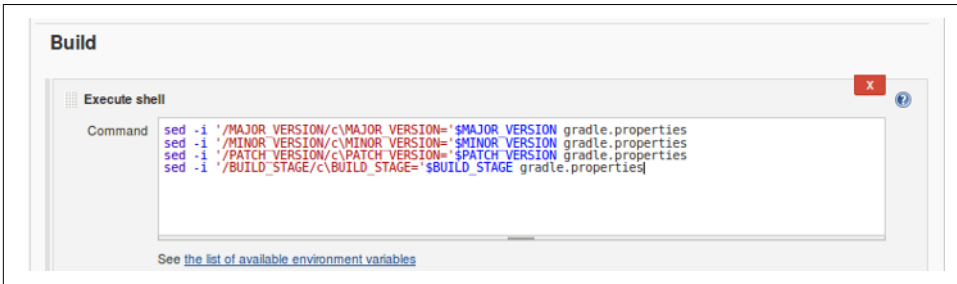 Build
X
Execute shell
Command
sed -i '/MAJOR_VERSION/c\MAJOR_VERSION='$MAJOR_VERSION gradle.properties
sed -i '/MINOR_VERSION/c\MINOR_VERSION='$MINOR_VERSION gradle.properties
sed -i '/PATCH_VERSION/c\PATCH_VERSION='$PATCH_VERSION gradle.properties
sed -i '/BUILD_STAGE/c\BUILD_STAGE='$BUILD_STAGE gradle.properties
See the list of available environment variables